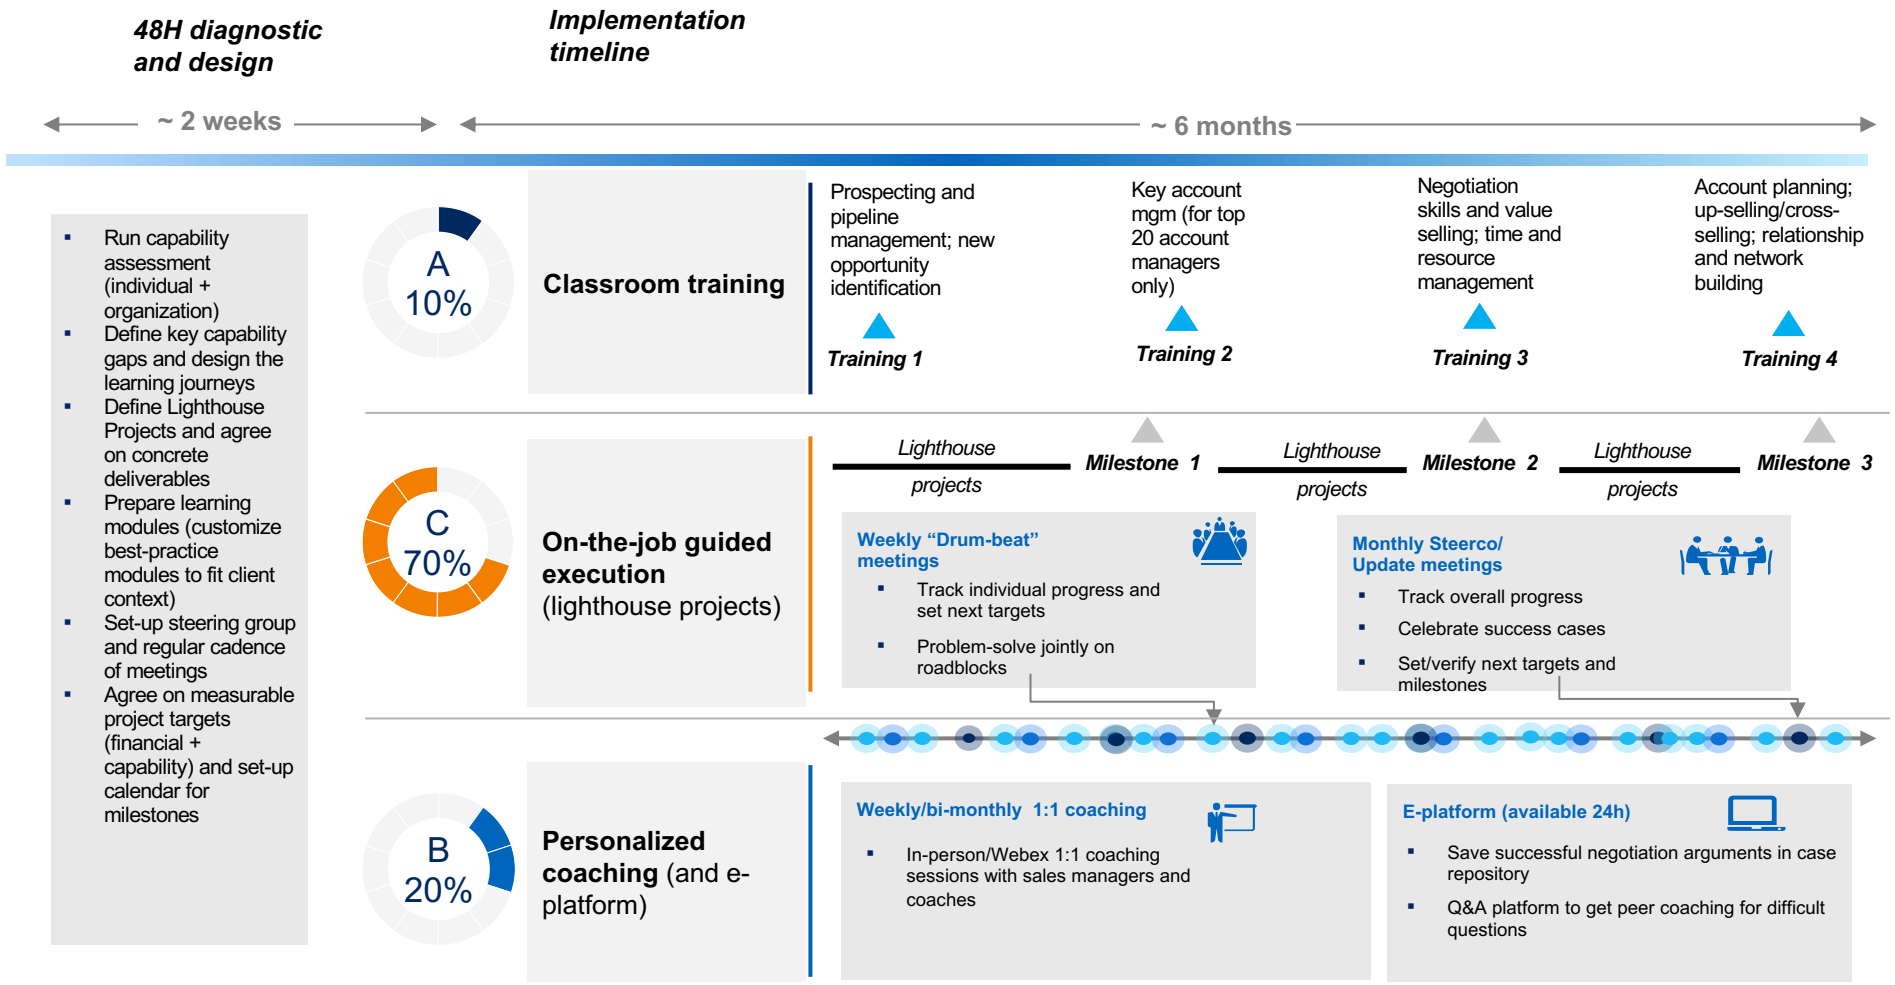 48H diagnostic
and design
Implementation
timeline
~ 2 weeks
~ 6 months
▪ Run capability
assessment
(individual +
organization)
▪ Define key capability
gaps and design the
learning journeys
▪ Define Lighthouse
Projects and agree
on concrete
deliverables
▪ Prepare learning
modules (customize
best-practice
modules to fit client
context)
▪ Set-up steering group
and regular cadence
of meetings
▪ Agree on measurable
project targets
(financial +
capability) and set-up
calendar for
milestones
A
10%
Classroom training
Prospecting and
pipeline
management; new
opportunity
identification
Training 1
Key account
mgm (for top
20 account
managers
only)
Training 2
Negotiation
skills and value
selling; time and
resource
management
Training 3
Account planning;
up-selling/cross-
selling; relationship
and network
building
Training 4
C
70%
On-the-job guided
execution
(lighthouse projects)
Lighthouse
projects
Milestone 1
Lighthouse
projects
Milestone 2
Lighthouse
projects
Milestone 3
Weekly “Drum-beat”
meetings
▪ Track individual progress and
set next targets
▪ Problem-solve jointly on
roadblocks
Monthly Steerco/
Update meetings
▪ Track overall progress
▪ Celebrate success cases
▪ Set/verify next targets and
milestones
B
20%
Personalized
coaching (and e-
platform)
Weekly/bi-monthly 1:1 coaching
▪ In-person/Webex 1:1 coaching
sessions with sales managers and
coaches
E-platform (available 24h)
▪ Save successful negotiation arguments in case
repository
▪ Q&A platform to get peer coaching for difficult
questions